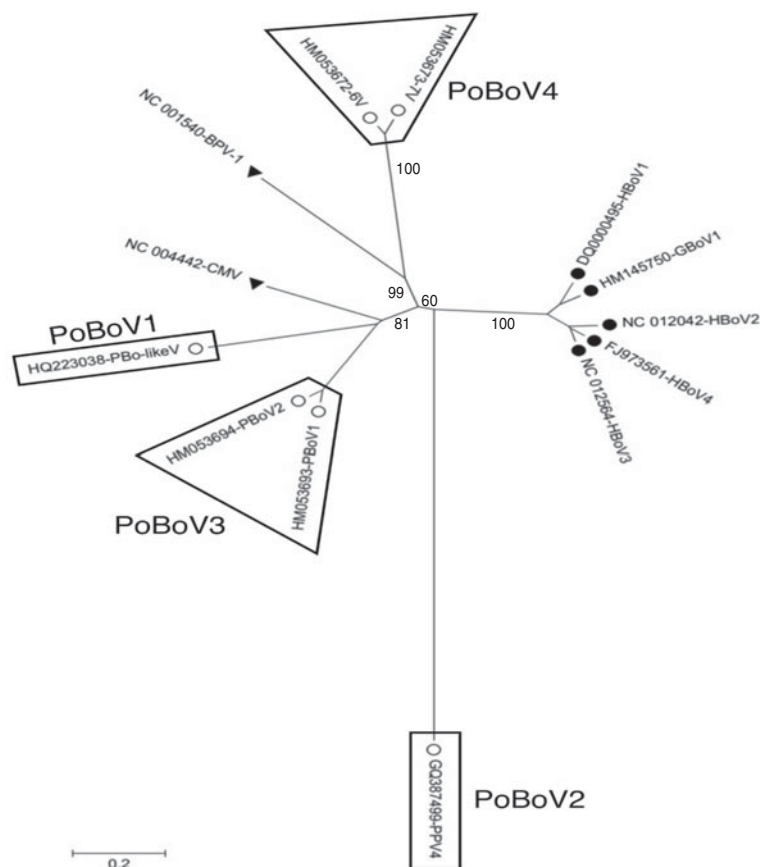 HM053672-6V
HM053673-7V
PoBoV4
NC 001540-BPV-1
100
DQ0000495-HBoV1
NC 004442-CMV
HM145750-GBoV1
99
60
PoBoV1
81
100
NC 012042-HBoV2
HQ223038-PBo-likeV
FJ973561-HBoV4
NC 012564-HBoV3
HM053694-PBoV2
HM053693-PBoV1
PoBoV3
GQ387499-PPV4
PoBoV2
0.2